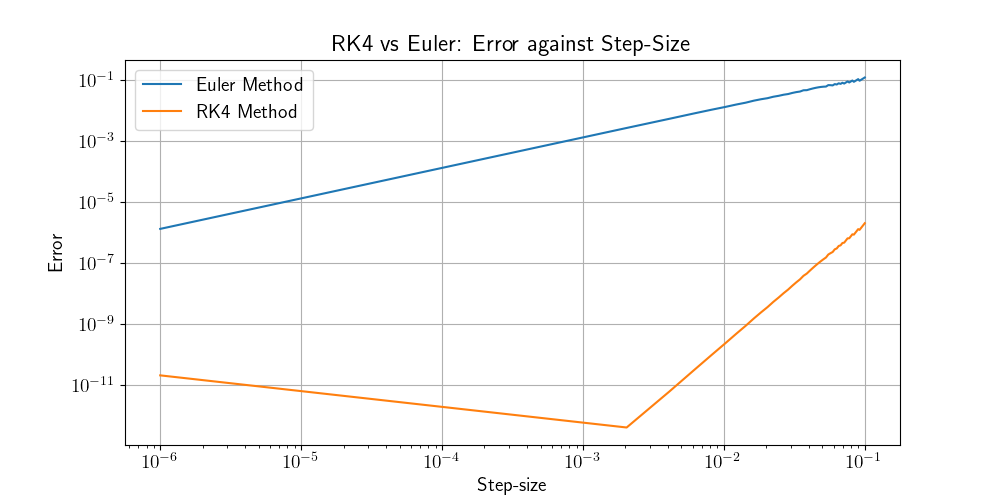 RK4 vs Euler: Error against Step-Size
Euler Method
RK4 Method
Error
10⁻¹
10⁻³
10⁻⁵
10⁻⁷
10⁻⁹
10⁻¹¹
10⁻⁶ 10⁻⁵ 10⁻⁴ 10⁻³ 10⁻² 10⁻¹
Step-size